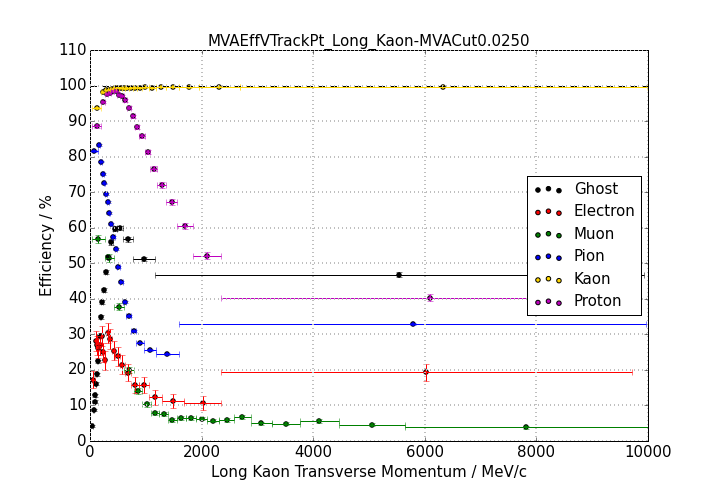 MVAEffVTrackPt_Long_Kaon-MVACut0.0250
110
100
90
80
70
60
50
40
30
20
10
0
Efficiency / %
Ghost
Electron
Muon
Pion
Kaon
Proton
0 2000 4000 6000 8000 10000
Long Kaon Transverse Momentum / MeV/c